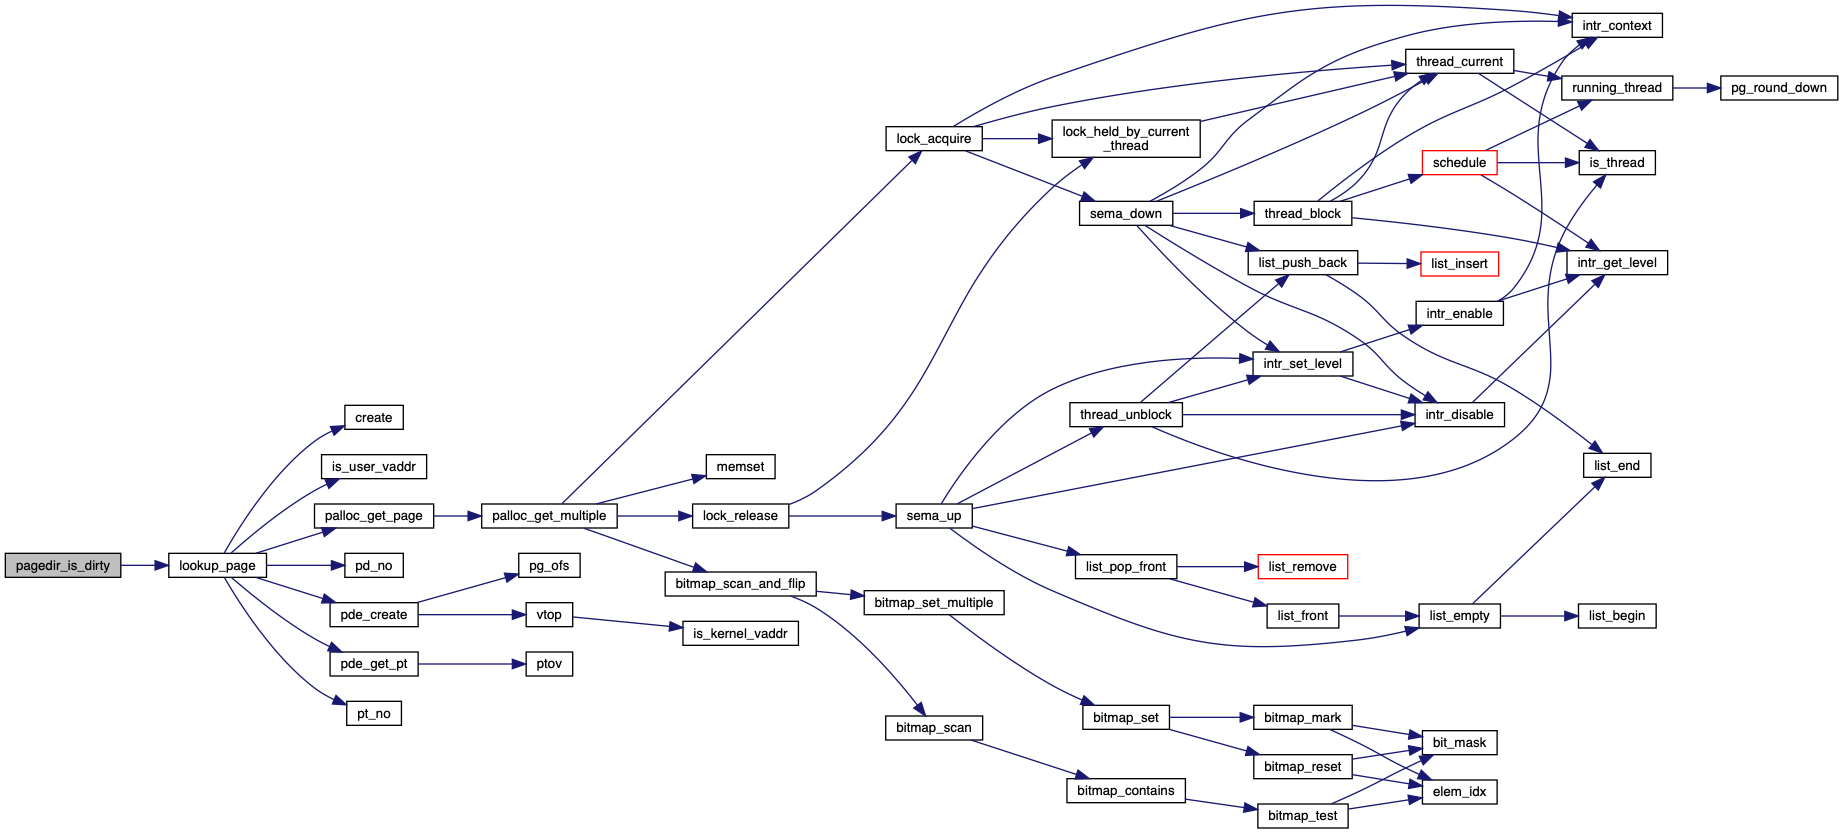 pagedir_is_dirty
lookup_page
create
is_user_vaddr
palloc_get_page
pd_no
pde_create
pde_get_pt
pt_no
palloc_get_multiple
pg_ofs
vtop
ptov
memset
lock_release
bitmap_scan_and_flip
is_kernel_vaddr
lock_acquire
sema_up
bitmap_set_multiple
bitmap_scan
lock_held_by_current
_thread
sema_down
thread_unblock
list_pop_front
bitmap_set
bitmap_contains
thread_block
list_push_back
intr_set_level
list_remove
list_front
bitmap_mark
bitmap_reset
bitmap_test
thread_current
schedule
list_insert
intr_enable
intr_disable
list_empty
bit_mask
elem_idx
intr_context
running_thread
is_thread
intr_get_level
list_end
list_begin
pg_round_down